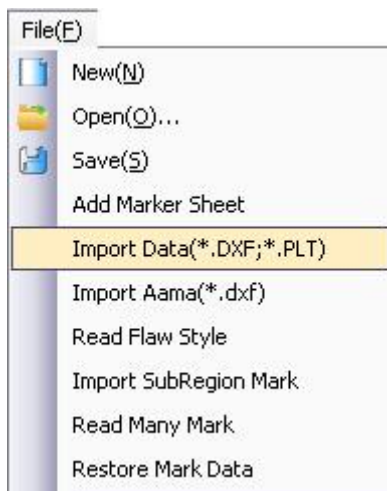 File(F)
New(N)
Open(O)...
Save(S)
Add Marker Sheet
Import Data(*.DXF;*.PLT)
Import Aama(*.dxf)
Read Flaw Style
Import SubRegion Mark
Read Many Mark
Restore Mark Data